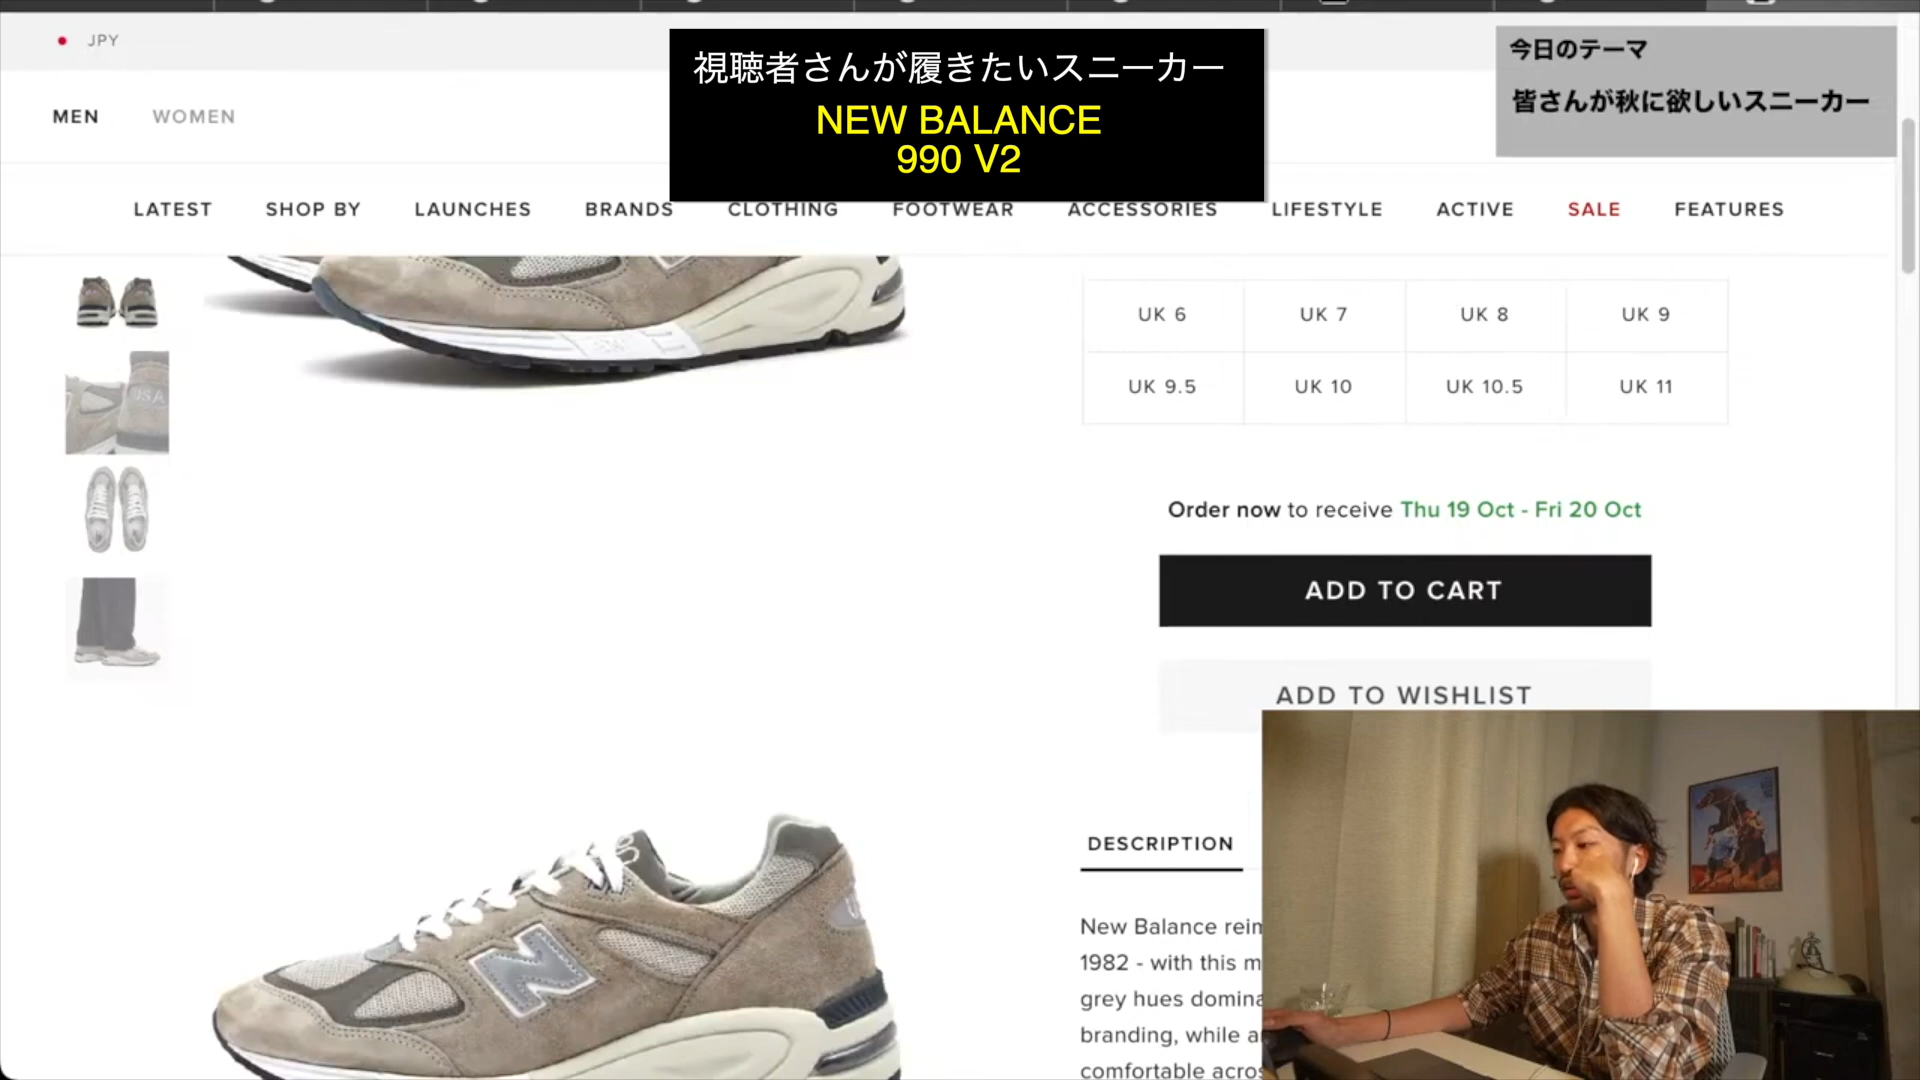 JPY
視聴者さんが履きたいスニーカー
NEW BALANCE
990 V2
今日のテーマ
皆さんが秋に欲しいスニーカー
MEN WOMEN
LATEST SHOP BY LAUNCHES BRANDS CLOTHING FOOTWEAR ACCESSORIES LIFESTYLE ACTIVE SALE FEATURES
UK 6 UK 7 UK 8 UK 9
UK 9.5 UK 10 UK 10.5 UK 11
USA
Order now to receive Thu 19 Oct - Fri 20 Oct
ADD TO CART
ADD TO WISHLIST
DESCRIPTION
New Balance
1982 - with this
grey hues
branding, while
N